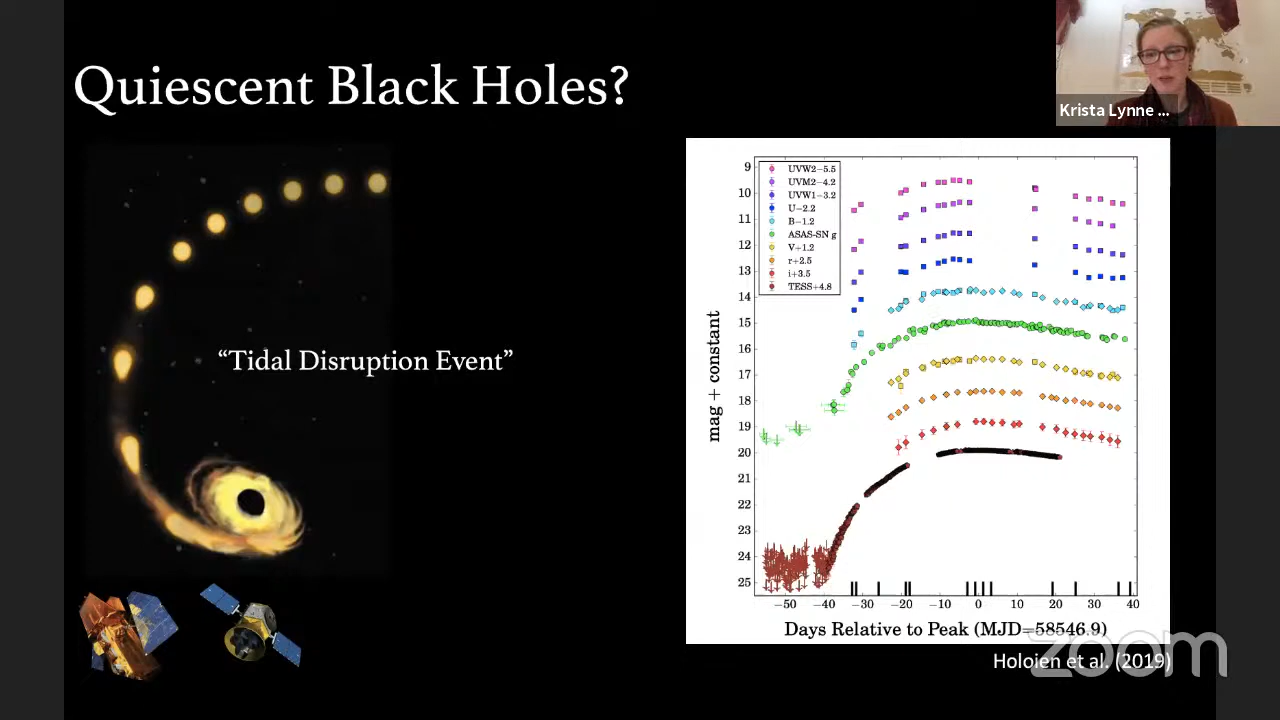 Quiescent Black Holes?
Krista Lynne ...
"Tidal Disruption Event"
mag + constant
9
10
11
12
13
14
15
16
17
18
19
20
21
22
23
24
25
UVW2−5.5
UVM2−4.2
UVW1−3.2
U−2.2
B−1.2
ASAS-SN g
V+1.2
r+2.5
i+3.5
TESS+4.8
−50 −40 −30 −20 −10 0 10 20 30 40
Days Relative to Peak (MJD=58546.9)
Holoien et al. (2019)
zoom